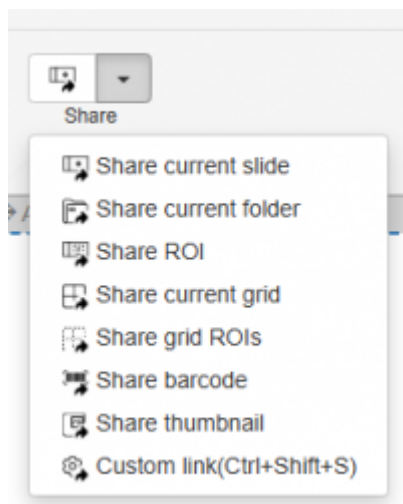 Share
Share current slide
Share current folder
Share ROI
Share current grid
Share grid ROIs
Share barcode
Share thumbnail
Custom link(Ctrl+Shift+S)